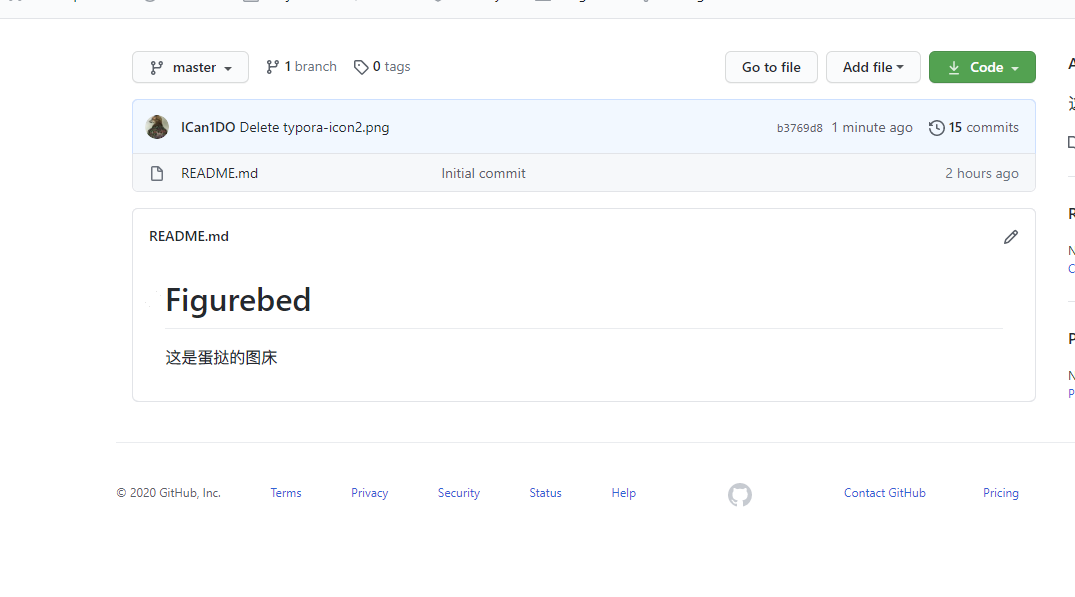 master 1 branch 0 tags Go to file Add file Code
ICan1DO Delete typora-icon2.png b3769d8 1 minute ago 15 commits
README.md Initial commit 2 hours ago
README.md
Figurebed
这是蛋挞的图床
© 2020 GitHub, Inc. Terms Privacy Security Status Help Contact GitHub Pricing